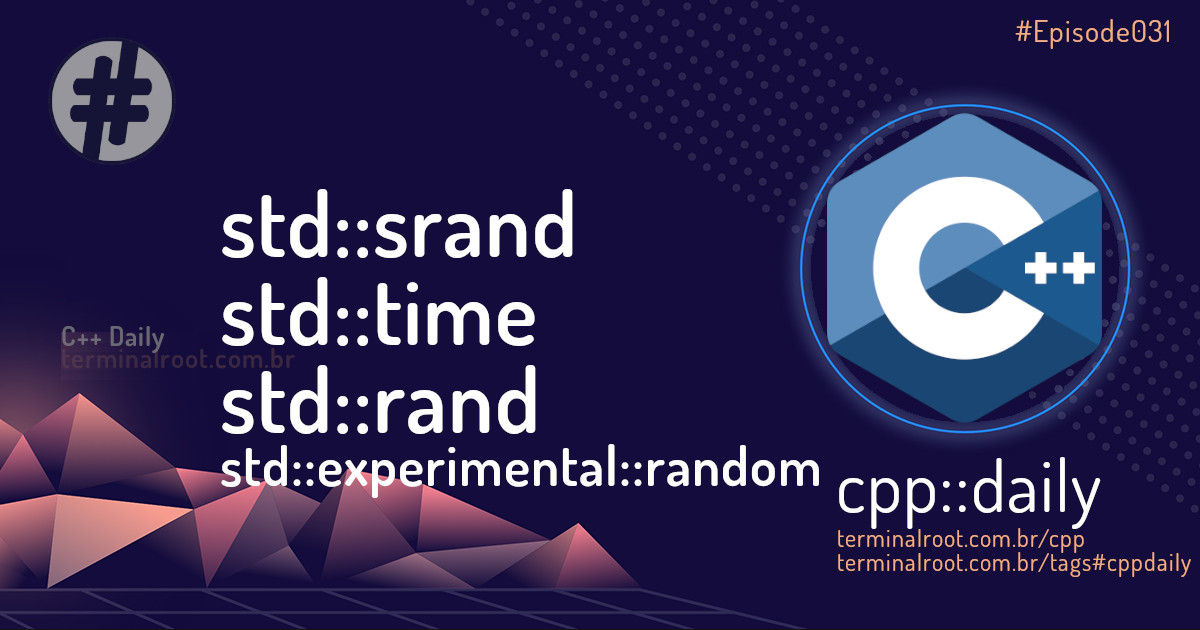 #Episode031
#
std::srand
std::time
std::rand
std::experimental::random
C++ Daily
terminalroot.com.br
C++
cpp::daily
terminalroot.com.br/cpp
terminalroot.com.br/tags#cppdaily